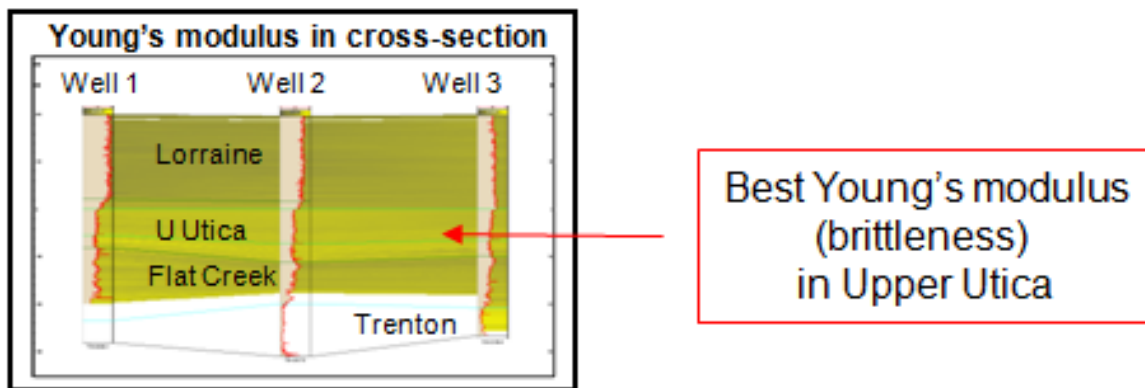 Young's modulus in cross-section
Well 1
Well 2
Well 3
Lorraine
U Utica
Flat Creek
Trenton
Best Young's modulus
(brittleness)
in Upper Utica